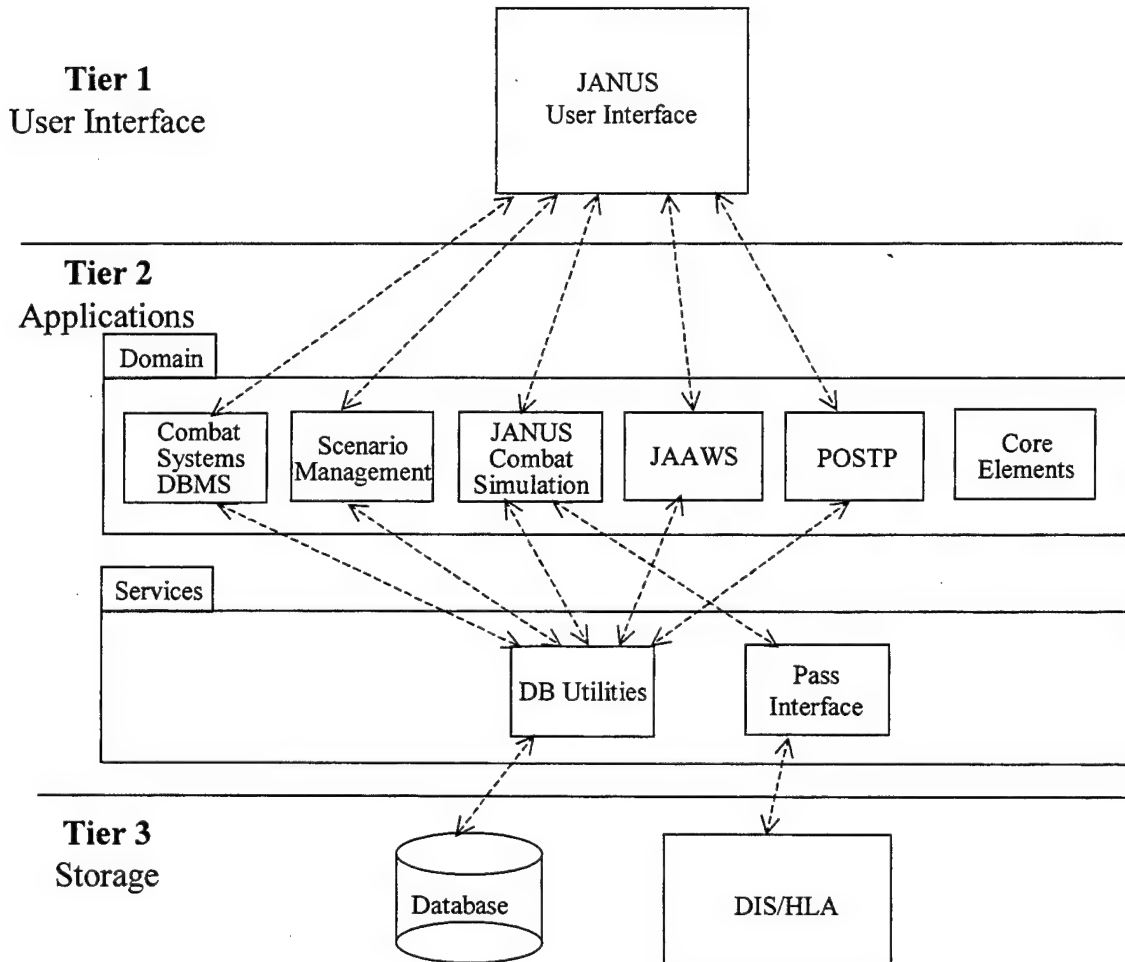 Tier 1
User Interface
JANUS
User Interface
Tier 2
Applications
Domain
Combat
Systems
DBMS
Scenario
Management
JANUS
Combat
Simulation
JAAWS
POSTP
Core
Elements
Services
DB Utilities
Pass
Interface
Tier 3
Storage
Database
DIS/HLA